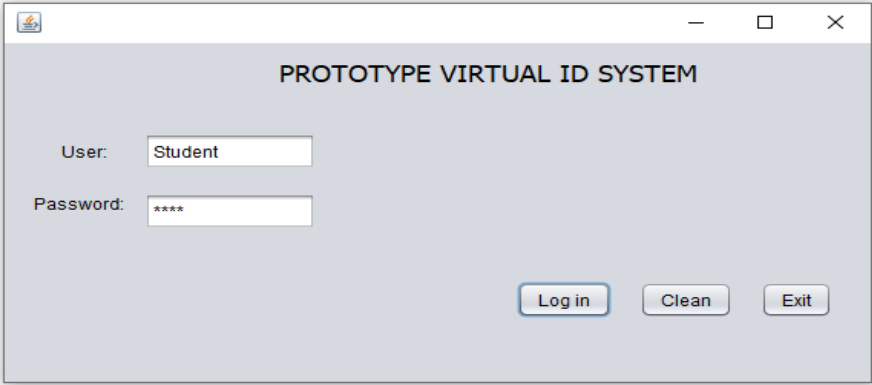 PROTOTYPE VIRTUAL ID SYSTEM
User: Student
Password: ****
Log in Clean Exit